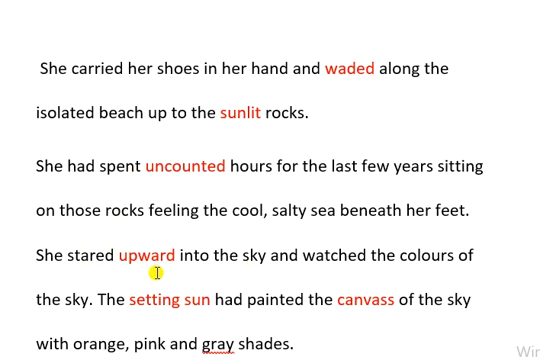 She carried her shoes in her hand and waded along the
isolated beach up to the sunlit rocks.
She had spent uncounted hours for the last few years sitting
on those rocks feeling the cool, salty sea beneath her feet.
She stared upward into the sky and watched the colours of
the sky. The setting sun had painted the canvass of the sky
with orange, pink and gray shades.